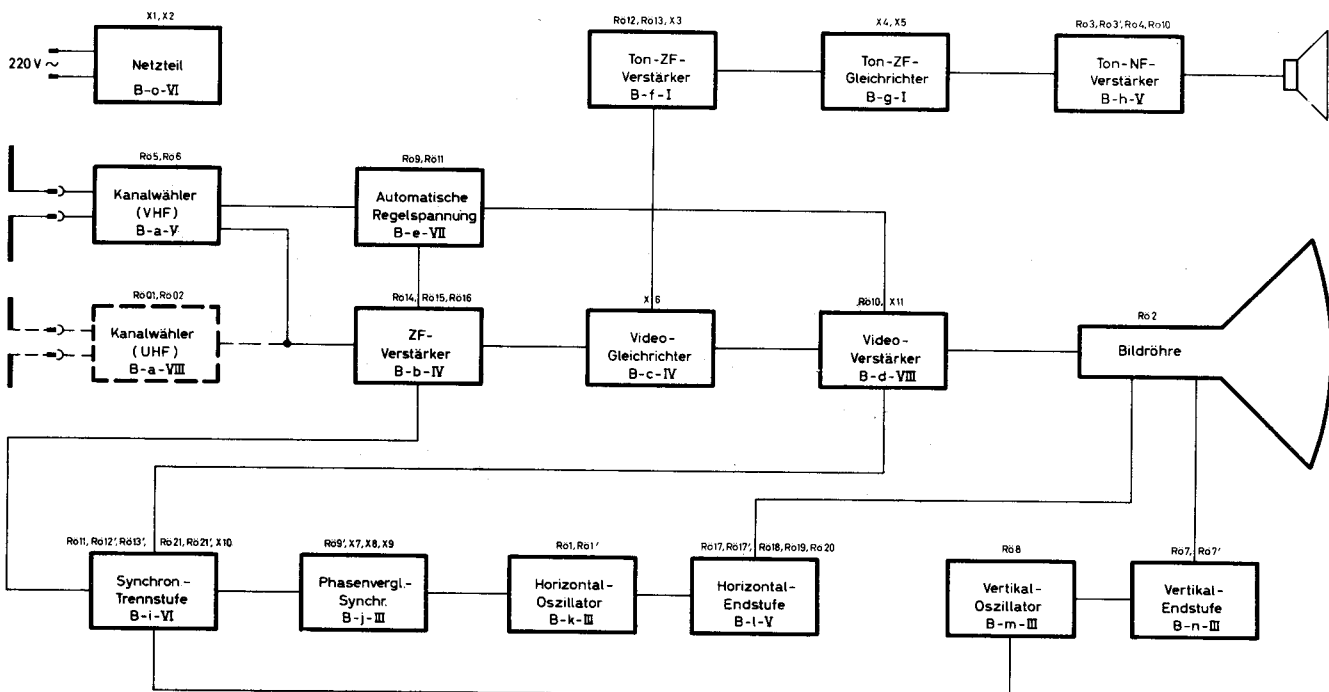 X1, X2
220 V ~
Netzteil
B-o-VI
Rö12, Rö13, X3
Ton-ZF-
Verstärker
B-f-I
X4, X5
Ton-ZF-
Gleichrichter
B-g-I
Rö3, Rö3', Rö4, Rö10
Ton-NF-
Verstärker
B-h-V
Rö5, Rö6
Kanalwähler
(VHF)
B-a-V
Rö9, Rö11
Automatische
Regelspannung
B-e-VII
Rö01, Rö02
Kanalwähler
(UHF)
B-a-VIII
Rö14, Rö15, Rö16
ZF-
Verstärker
B-b-IV
X6
Video-
Gleichrichter
B-c-IV
Rö10, X11
Video-
Verstärker
B-d-VIII
Rö2
Bildröhre
Rö11, Rö12', Rö13', Rö21, Rö21', X10
Synchron.-
Trennstufe
B-i-VI
Rö9', X7, X8, X9
Phasenvergl.-
Synchr.
B-j-III
Rö1, Rö1'
Horizontal-
Oszillator
B-k-III
Rö17, Rö17', Rö18, Rö19, Rö20
Horizontal-
Endstufe
B-l-V
Rö8
Vertikal-
Oszillator
B-m-III
Rö7, Rö7'
Vertikal-
Endstufe
B-n-III